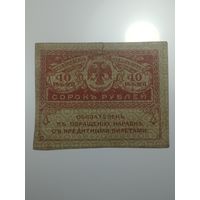 40 40
СОРОКЪ РУБЛЕЙ
ОБЯЗАТЕЛЕНЪ
КЪ ОБРАЩЕНІЮ НАРАВНѢ
СЪ КРЕДИТНЫМИ БИЛЕТАМИ